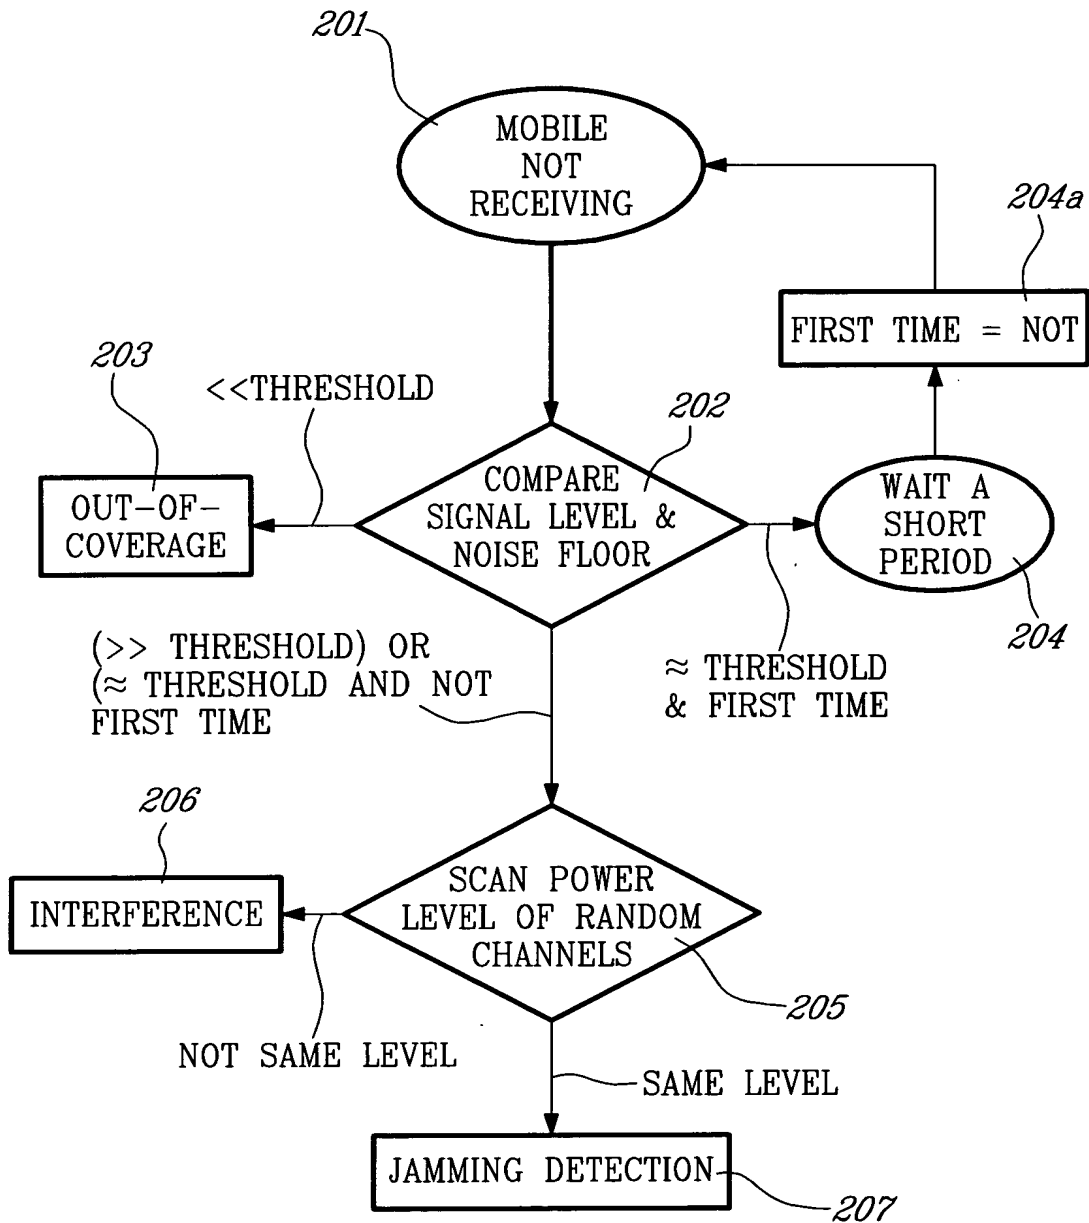 201
MOBILE
NOT
RECEIVING
204a
FIRST TIME = NOT
203
<<THRESHOLD
202
OUT-OF-
COVERAGE
COMPARE
SIGNAL LEVEL &
NOISE FLOOR
WAIT A
SHORT
PERIOD
204
(>> THRESHOLD) OR
(≈ THRESHOLD AND NOT
FIRST TIME
≈ THRESHOLD
& FIRST TIME
206
INTERFERENCE
SCAN POWER
LEVEL OF RANDOM
CHANNELS
205
NOT SAME LEVEL
SAME LEVEL
JAMMING DETECTION
207